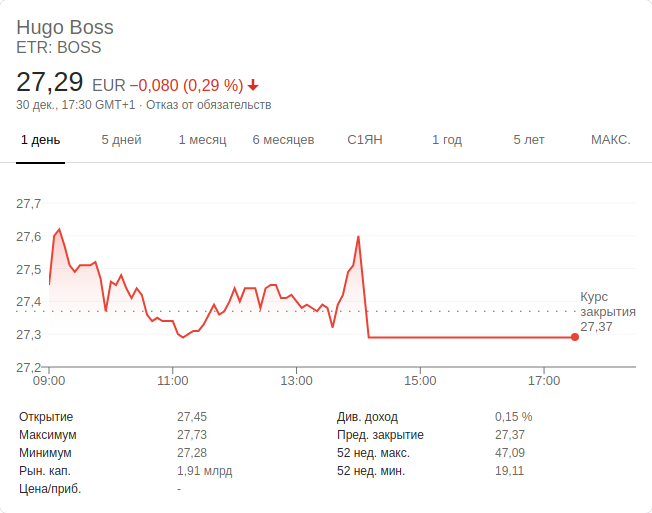 Hugo Boss
ETR: BOSS
27,29 EUR −0,080 (0,29 %)
30 дек., 17:30 GMT+1 · Отказ от обязательств
1 день 5 дней 1 месяц 6 месяцев С1ЯН 1 год 5 лет МАКС.
27,7
27,6
27,5
27,4
27,3
27,2
Курс
закрытия
27,37
09:00 11:00 13:00 15:00 17:00
Открытие 27,45 Див. доход 0,15 %
Максимум 27,73 Пред. закрытие 27,37
Минимум 27,28 52 нед. макс. 47,09
Рын. кап. 1,91 млрд 52 нед. мин. 19,11
Цена/приб. -